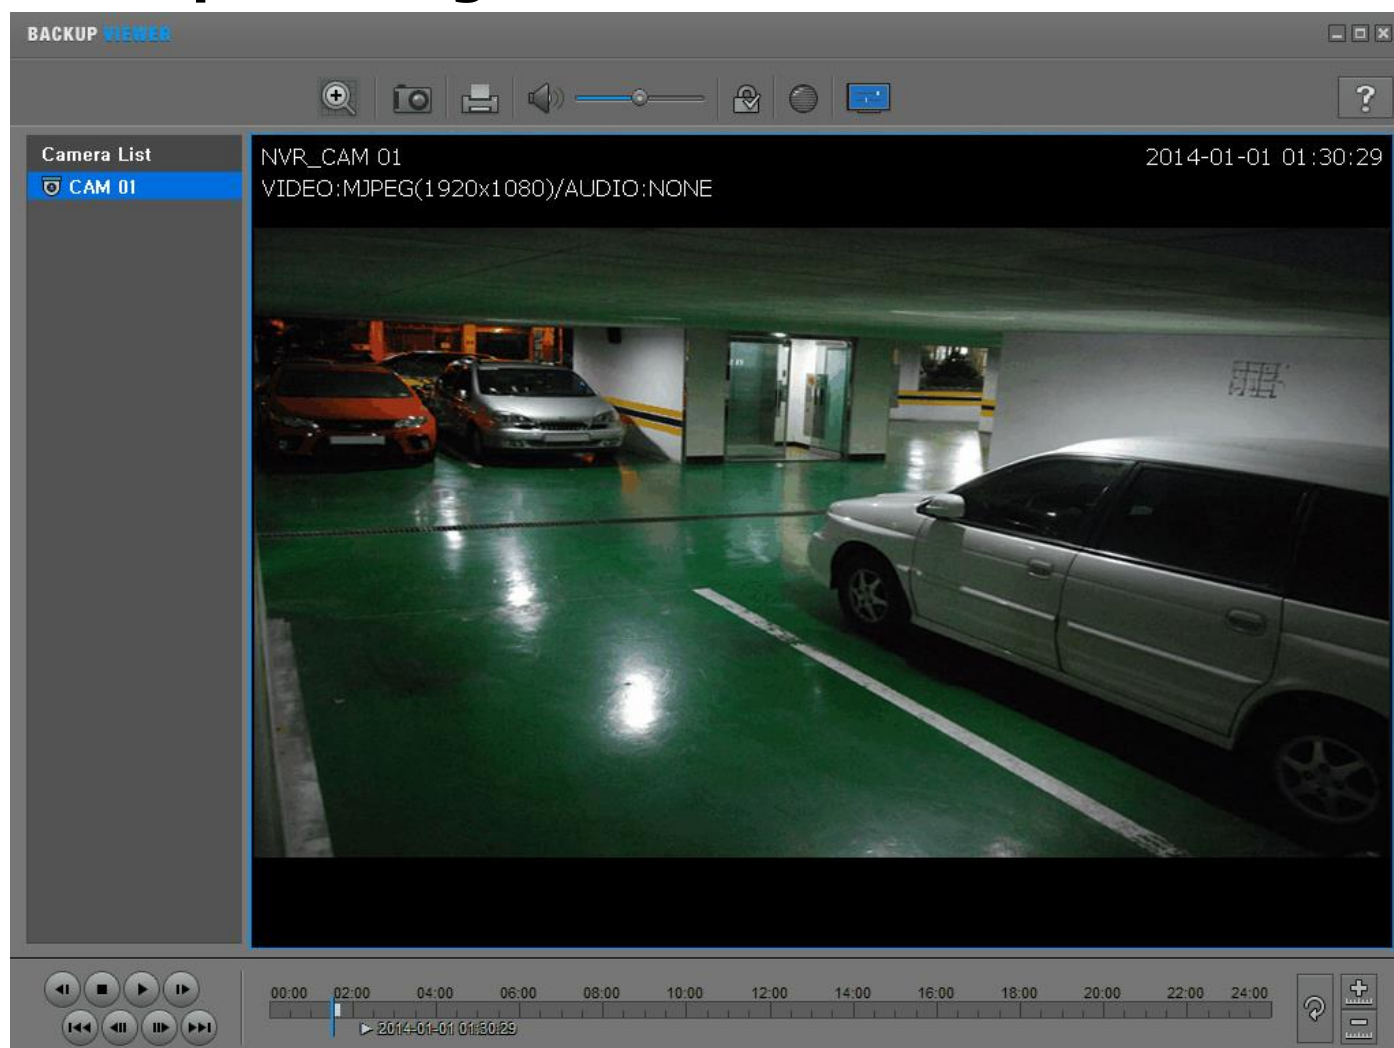 BACKUP VIEWER
?
Camera List
CAM 01
NVR_CAM 01
2014-01-01 01:30:29
VIDEO:MJPEG(1920x1080)/AUDIO:NONE
00:00 02:00 04:00 06:00 08:00 10:00 12:00 14:00 16:00 18:00 20:00 22:00 24:00
2014-01-01 01:30:29